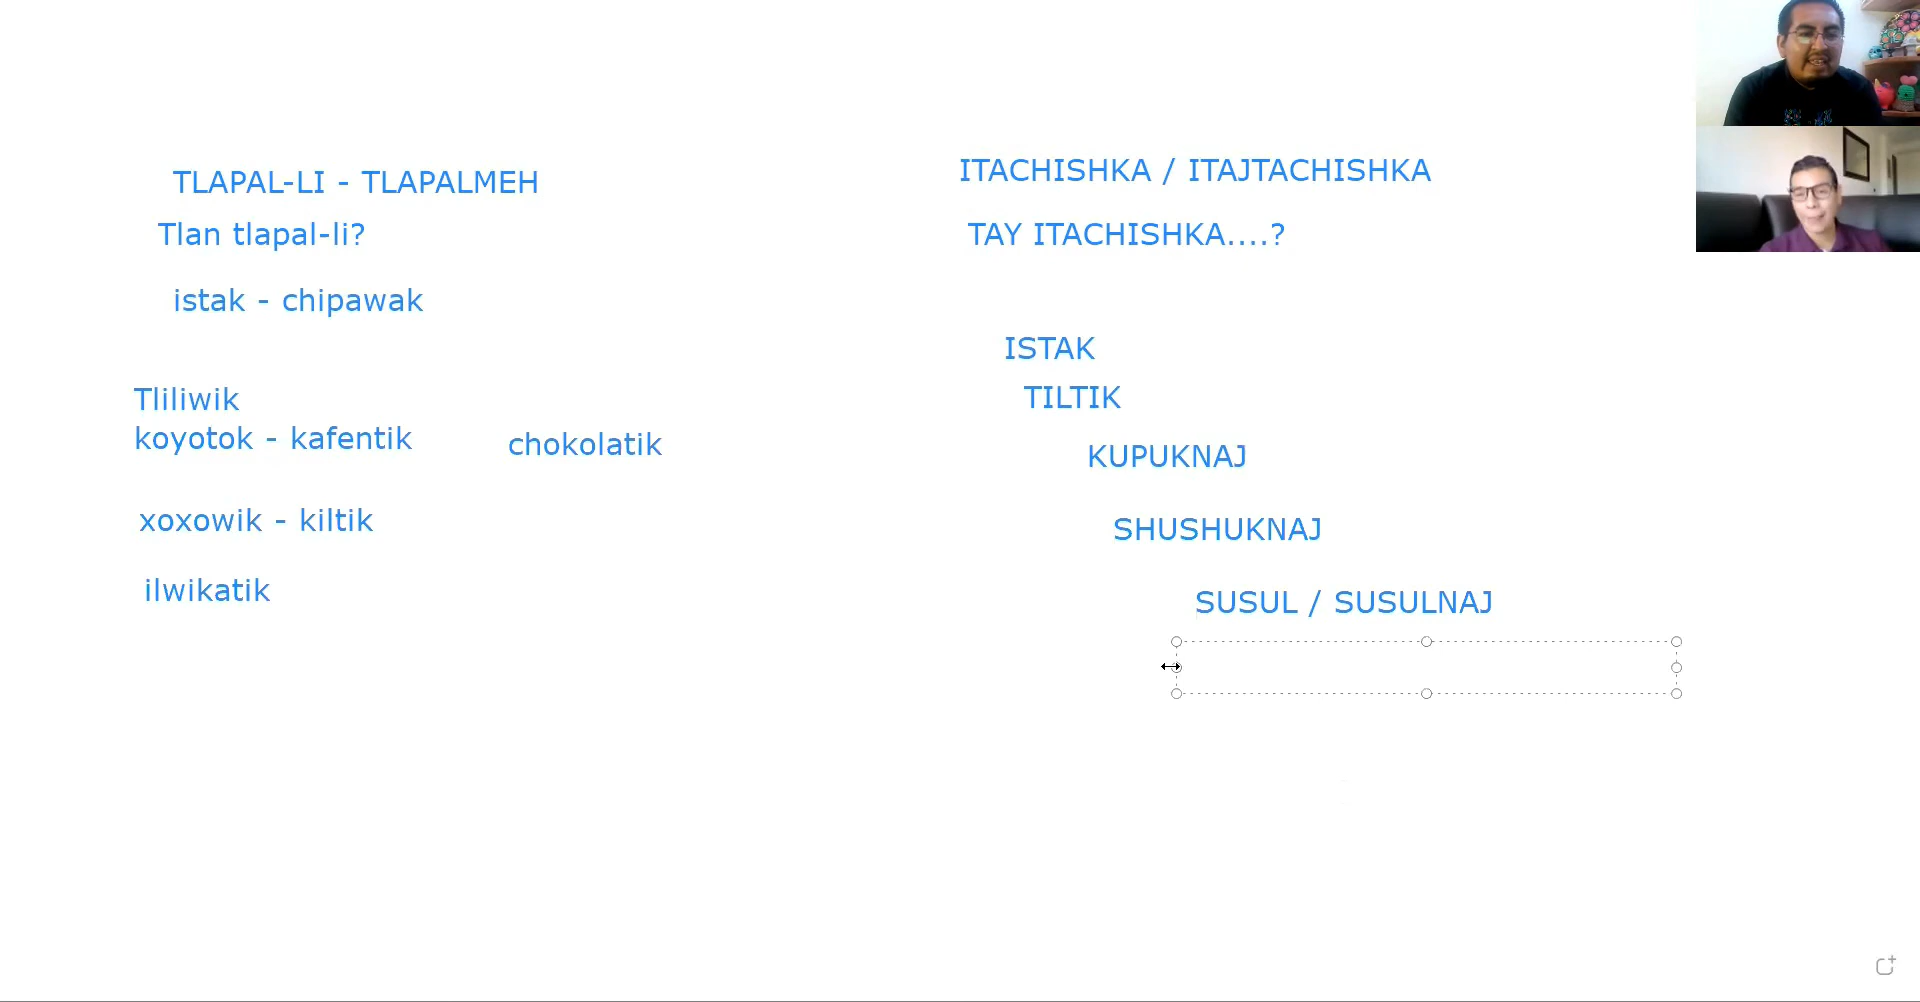 TLAPAL-LI - TLAPALMEH
Tlan tlapal-li?
istak - chipawak
Tliliwik
koyotok - kafentik
chokolatik
xoxowik - kiltik
ilwikatik
ITACHISHKA / ITAJTACHISHKA
TAY ITACHISHKA....?
ISTAK
TILTIK
KUPUKNAJ
SHUSHUKNAJ
SUSUL / SUSULNAJ